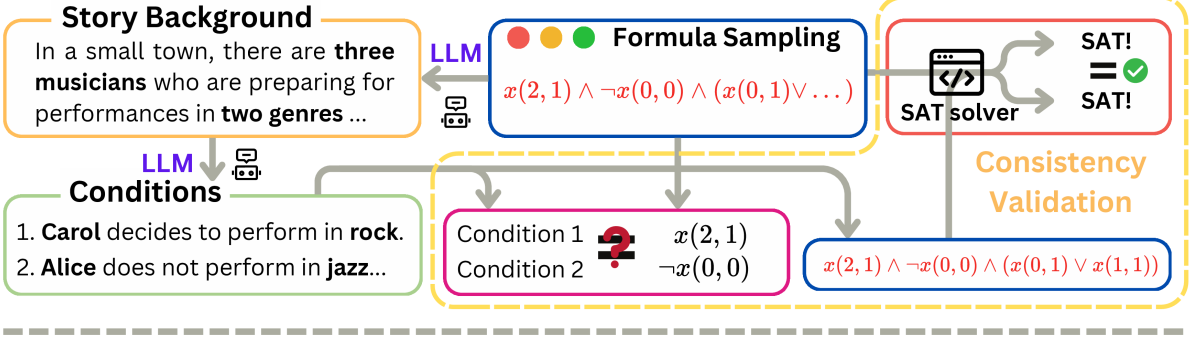 Story Background
In a small town, there are three
musicians who are preparing for
performances in two genres ...
LLM
Formula Sampling
x(2,1) ∧ ¬x(0,0) ∧ (x(0,1)∨ ...)
SAT!
=
SAT!
SAT solver
Consistency
Validation
LLM
Conditions
1. Carol decides to perform in rock.
2. Alice does not perform in jazz...
Condition 1
Condition 2
= ?
x(2,1)
¬x(0,0)
x(2,1) ∧ ¬x(0,0) ∧ (x(0,1) ∨ x(1,1))